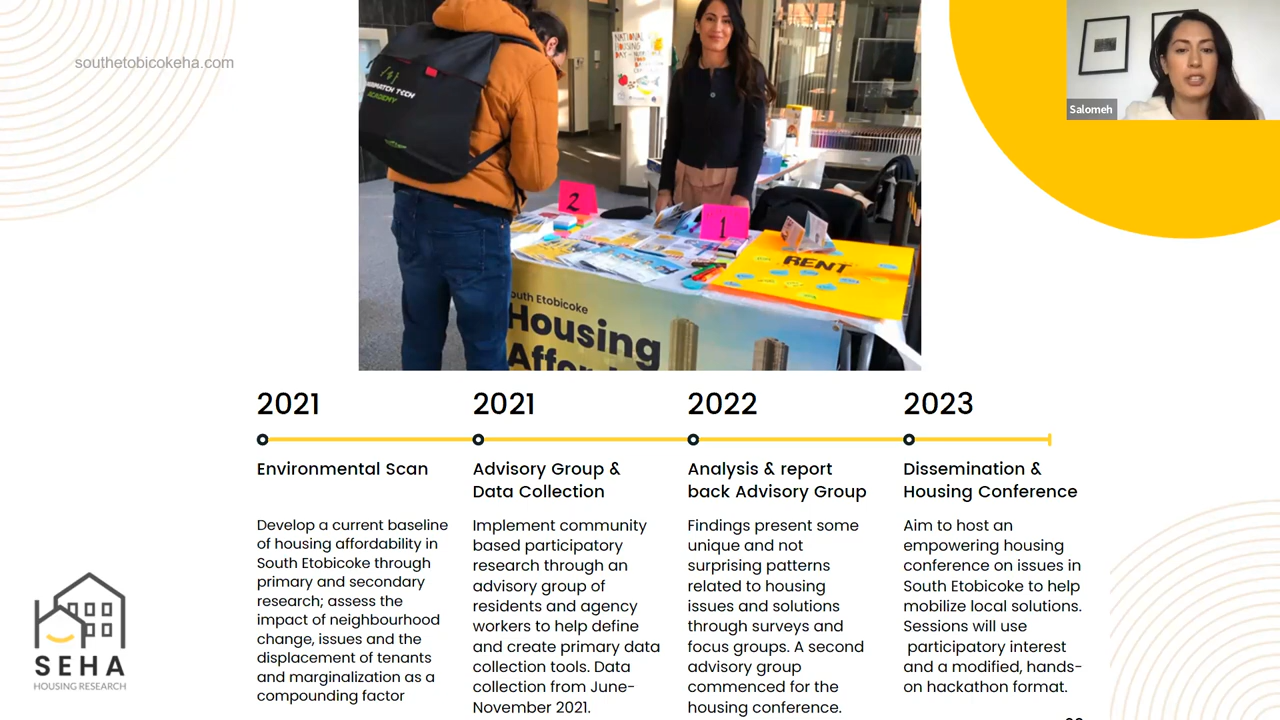 southetobicokeha.com
Salomeh
TECH
ACADEMY
NATIONAL
HOUSING
DAY
2
1
RENT
South Etobicoke
Housing
2021
2021
2022
2023
Environmental Scan
Advisory Group &
Data Collection
Analysis & report
back Advisory Group
Dissemination &
Housing Conference
Develop a current baseline
of housing affordability in
South Etobicoke through
primary and secondary
research; assess the
impact of neighbourhood
change, issues and the
displacement of tenants
and marginalization as a
compounding factor
Implement community
based participatory
research through an
advisory group of
residents and agency
workers to help define
and create primary data
collection tools. Data
collection from June-
November 2021.
Findings present some
unique and not
surprising patterns
related to housing
issues and solutions
through surveys and
focus groups. A second
advisory group
commenced for the
housing conference.
Aim to host an
empowering housing
conference on issues in
South Etobicoke to help
mobilize local solutions.
Sessions will use
participatory interest
and a modified, hands-
on hackathon format.
SEHA
HOUSING RESEARCH